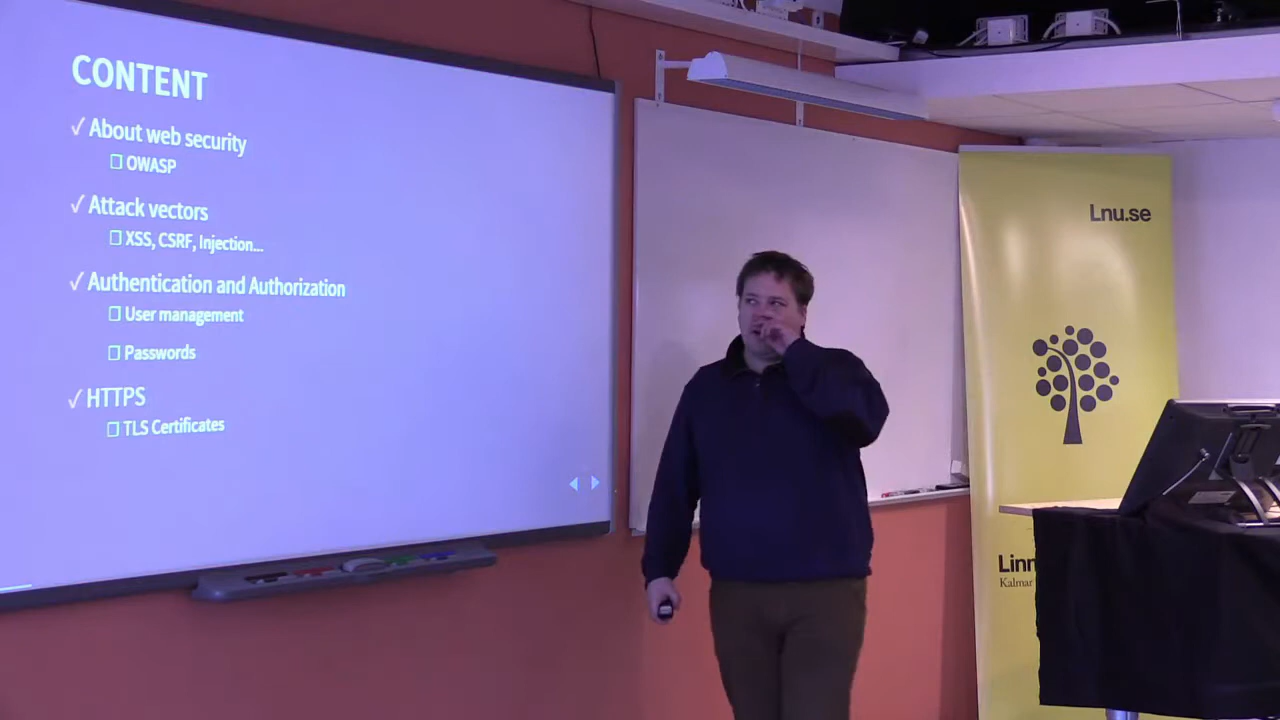 CONTENT
✓ About web security
☐ OWASP
✓ Attack vectors
☐ XSS, CSRF, Injection...
✓ Authentication and Authorization
☐ User management
☐ Passwords
✓ HTTPS
☐ TLS Certificates
Lnu.se
Kalmar